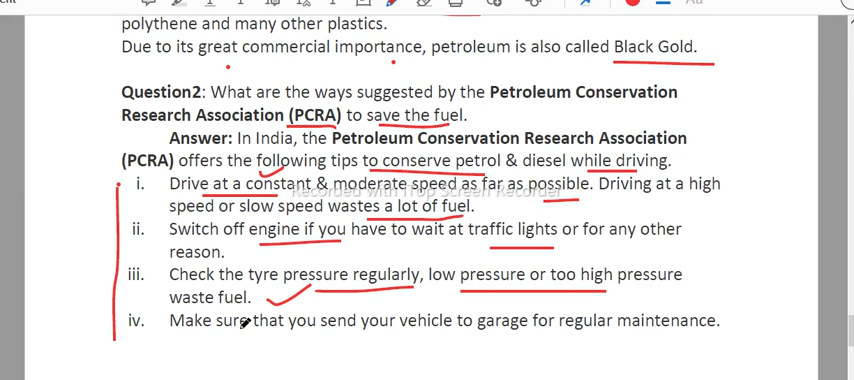 polythene and many other plastics.
Due to its great commercial importance, petroleum is also called Black Gold.
Question2: What are the ways suggested by the Petroleum Conservation
Research Association (PCRA) to save the fuel.
Answer: In India, the Petroleum Conservation Research Association
(PCRA) offers the following tips to conserve petrol & diesel while driving.
i. Drive at a constant & moderate speed as far as possible. Driving at a high
Recorded with iTop Screen Recorder
speed or slow speed wastes a lot of fuel.
ii. Switch off engine if you have to wait at traffic lights or for any other
reason.
iii. Check the tyre pressure regularly, low pressure or too high pressure
waste fuel.
iv. Make sure that you send your vehicle to garage for regular maintenance.